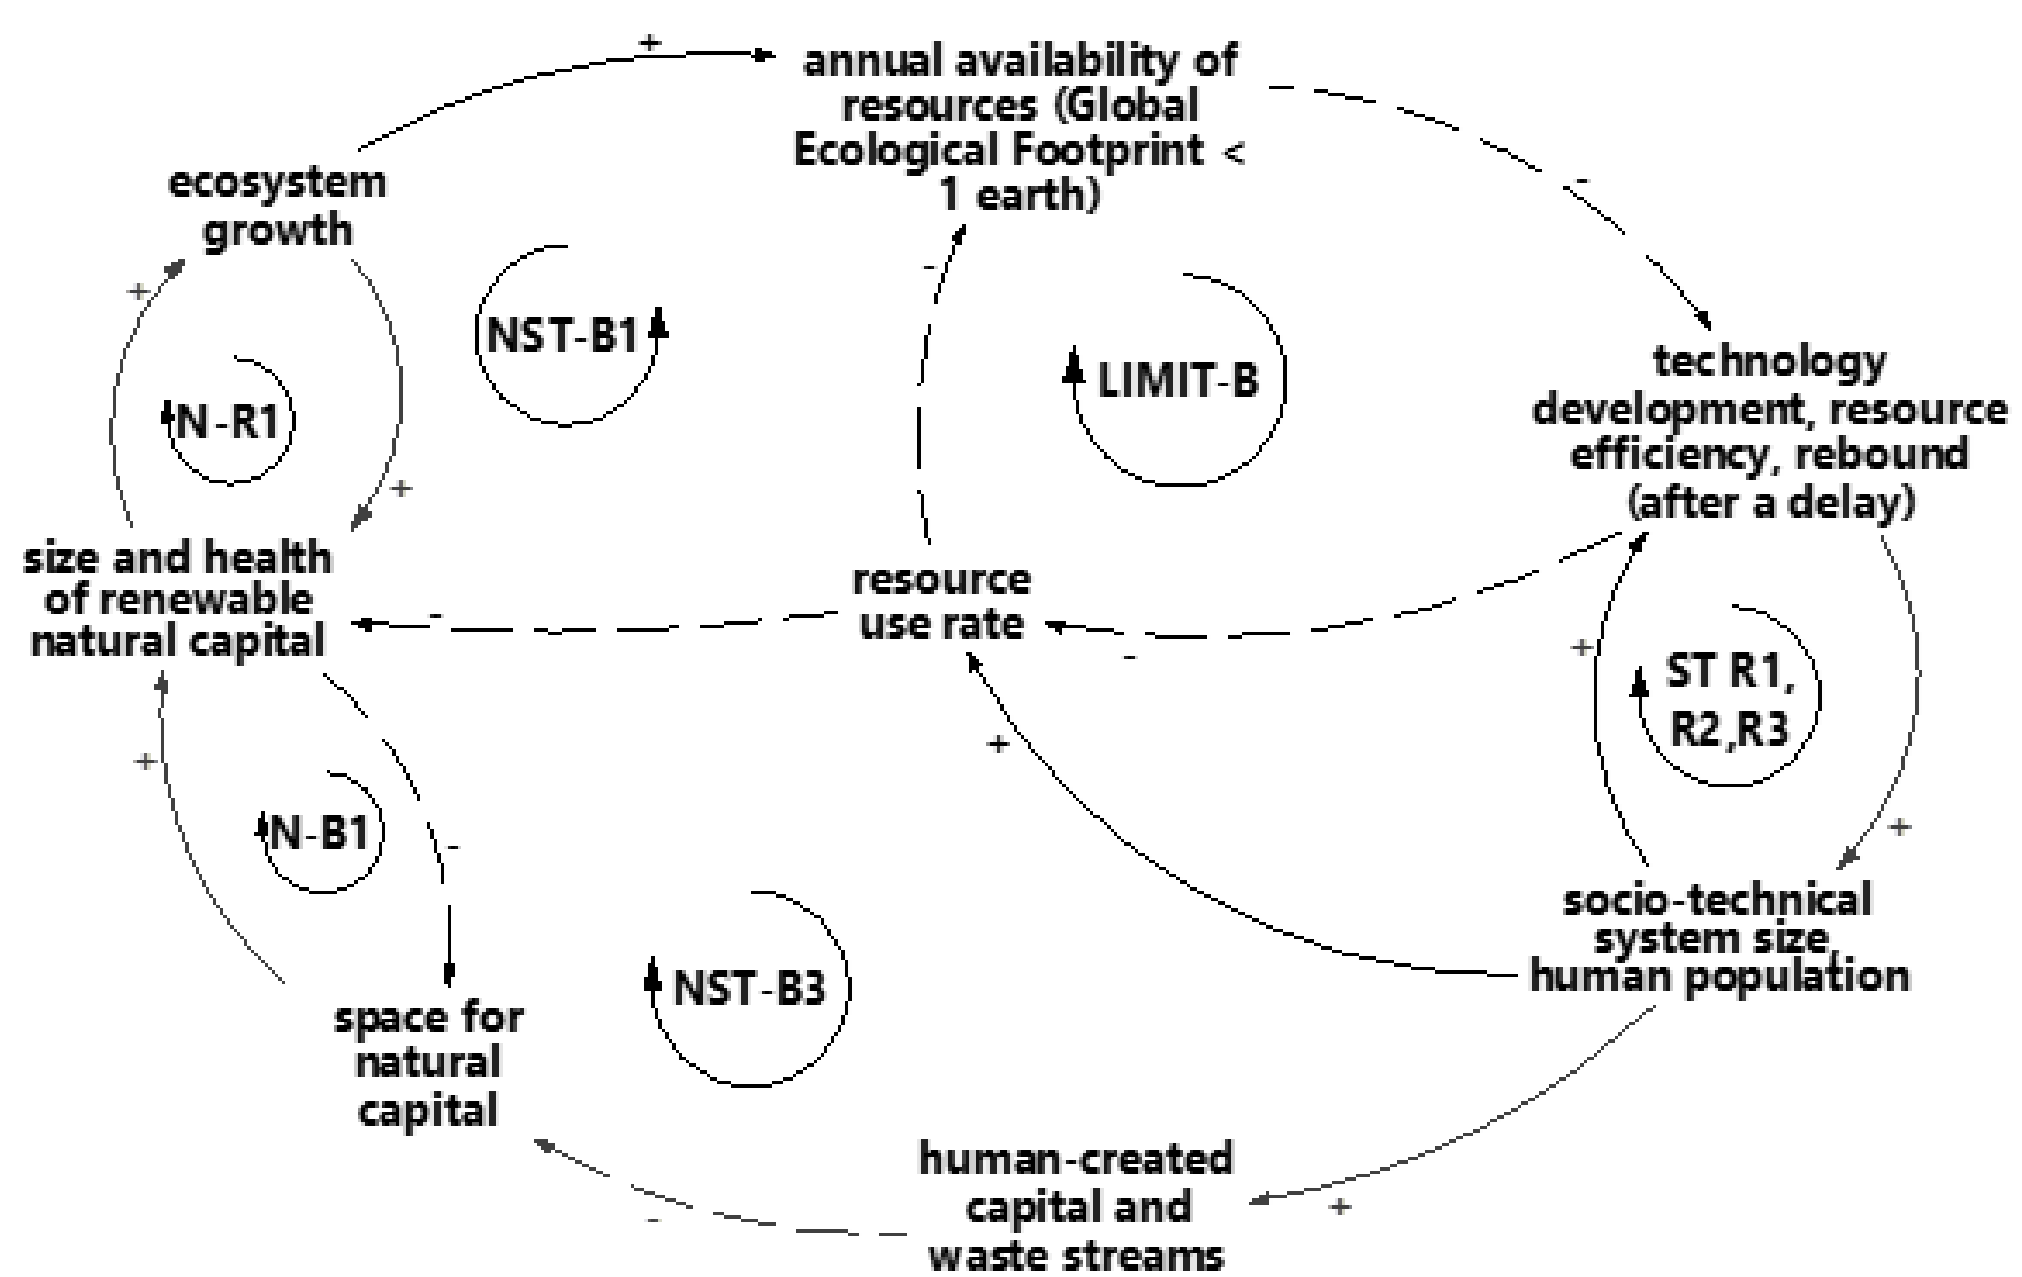 +
annual availability of
resources (Global
Ecological Footprint <
1 earth)
-
ecosystem
growth
+
-
NST-B1
LIMIT-B
N-R1
+
technology
development, resource
efficiency, rebound
(after a delay)
size and health
of renewable
natural capital
-
resource
use rate
-
+
ST R1,
R2,R3
+
+
N-B1
-
+
NST-B3
socio-technical
system size,
human population
space for
natural
capital
-
human-created
capital and
waste streams
+